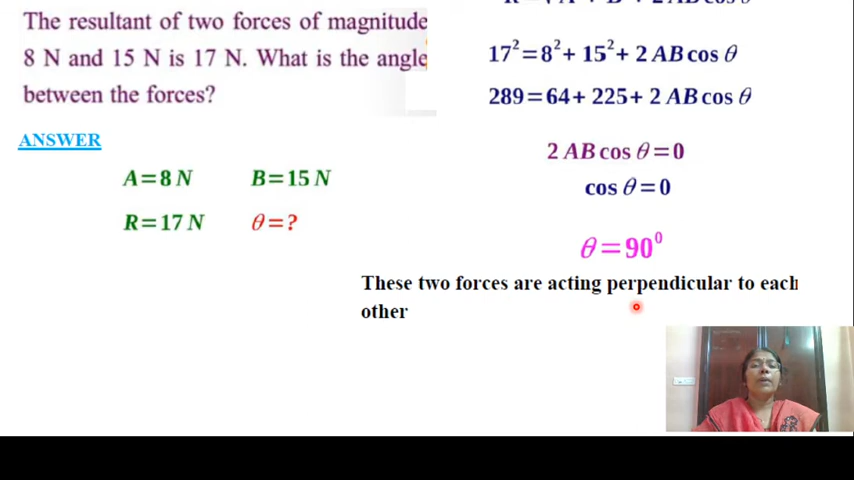 The resultant of two forces of magnitude
8 N and 15 N is 17 N. What is the angle
between the forces?
ANSWER
A=8 N B=15 N
R=17 N θ=?
17²=8²+ 15²+ 2 AB cos θ
289=64+ 225+ 2 AB cos θ
2 AB cos θ=0
cos θ=0
θ=90⁰
These two forces are acting perpendicular to each
other